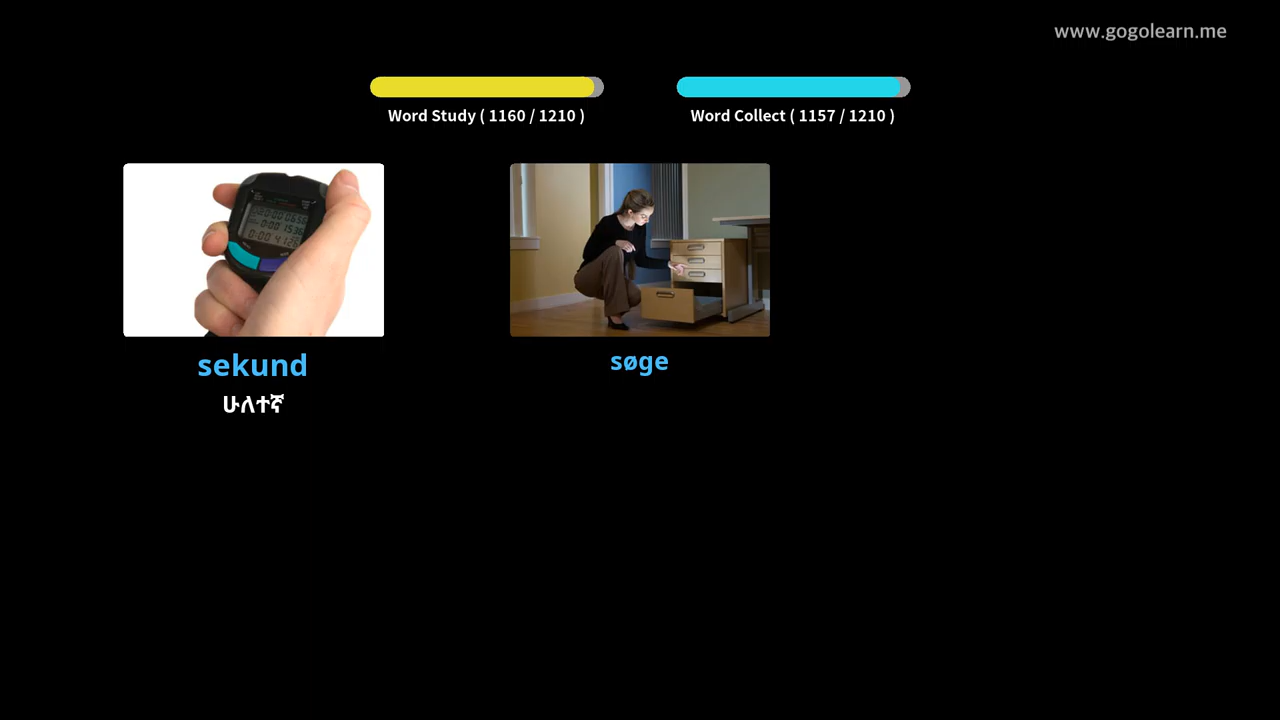 www.gogolearn.me
Word Study ( 1160 / 1210 )
Word Collect ( 1157 / 1210 )
sekund
ሁለተኛ
søge